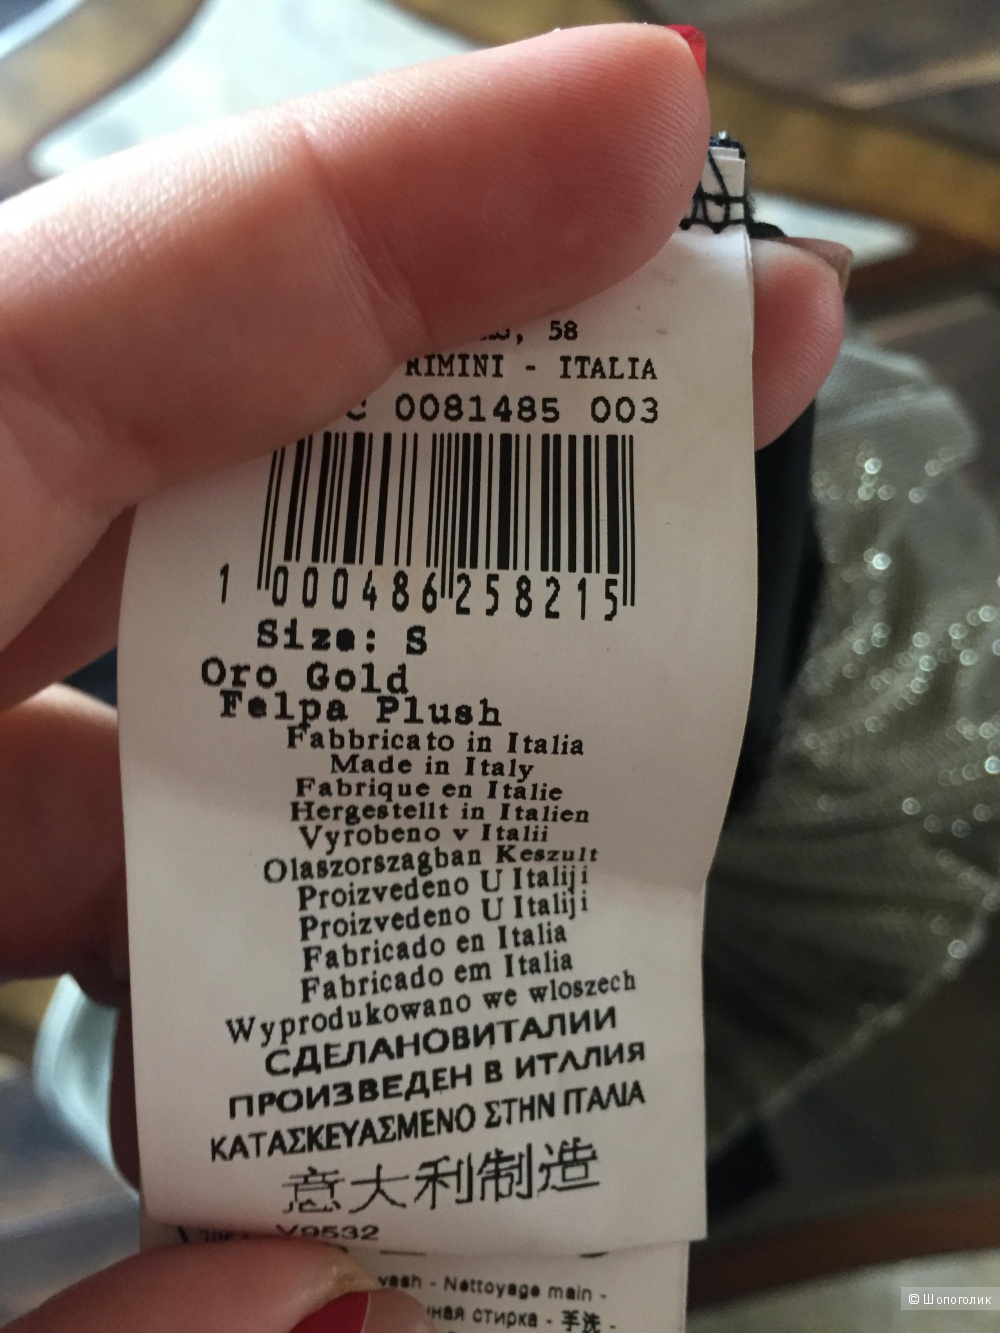 , 58
RIMINI - ITALIA
C 0081485 003
1 000486 258215
Size: S
Oro Gold
Felpa Plush
Fabbricato in Italia
Made in Italy
Fabrique en Italie
Hergestellt in Italien
Vyrobeno v Italii
Olaszorszagban Keszult
Proizvedeno U Italiji
Proizvedeno U Italiji
Fabricado en Italia
Fabricado em Italia
Wyprodukowano we wloszech
СДЕЛАНОВИТАЛИИ
ПРОИЗВЕДЕН В ИТАЛИЯ
ΚΑΤΑΣΚΕΥΑΣΜΕΝΟ ΣΤΗΝ ΙΤΑΛΙΑ
意大利制造
V9532
wash - Nettoyage main -
стирка - 手洗 -
© Шопоголик